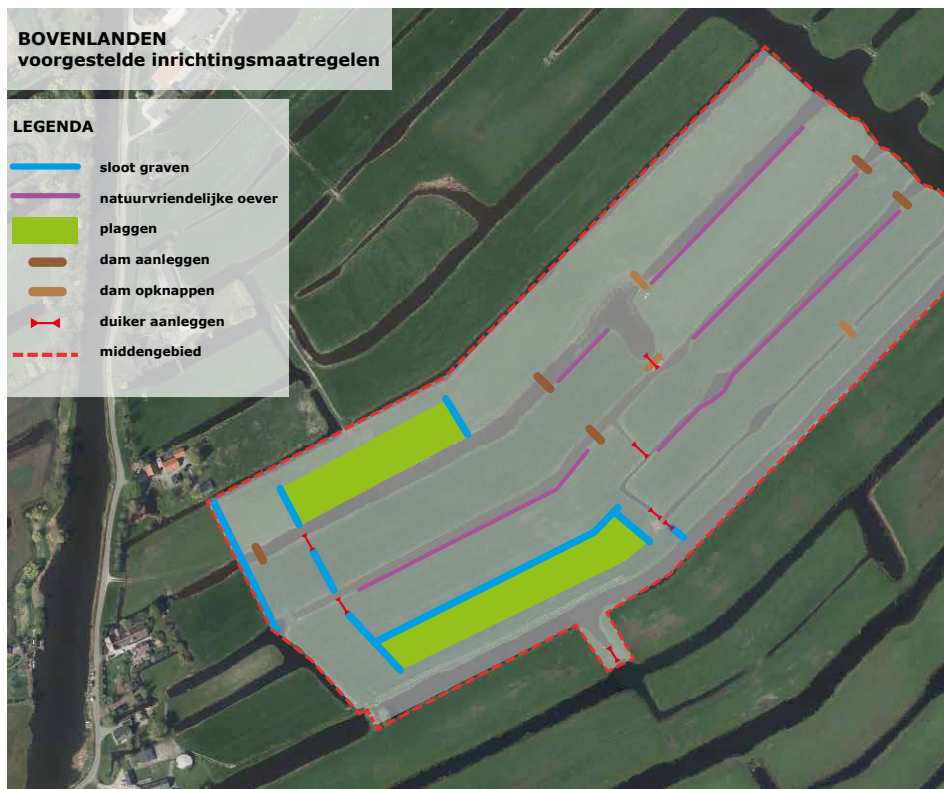 BOVENLANDEN
voorgestelde inrichtingsmaatregelen
LEGENDA
sloot graven
natuurvriendelijke oever
plaggen
dam aanleggen
dam opknappen
duiker aanleggen
middengebied